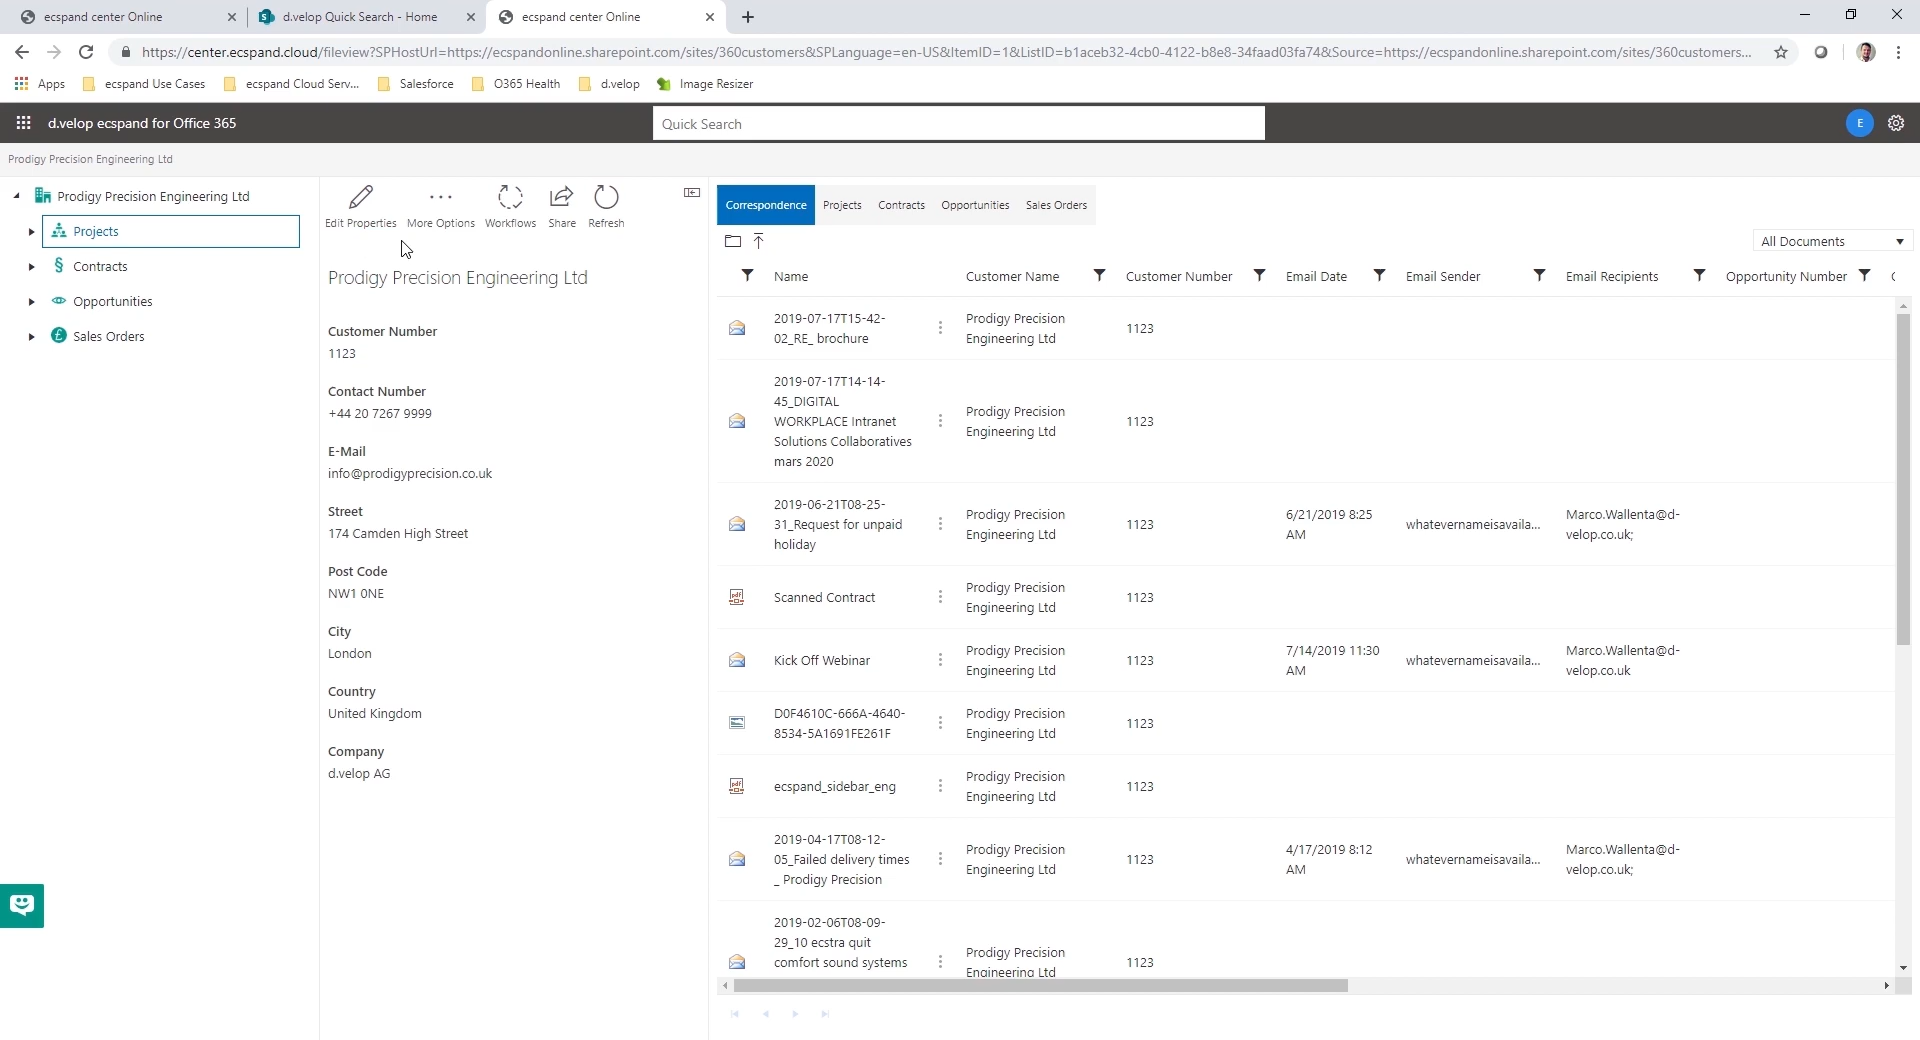 ecspand center Online
d.velop Quick Search - Home
ecspand center Online
https://center.ecspand.cloud/fileview?SPHostUrl=https://ecspandonline.sharepoint.com/sites/360customers&SPLanguage=en-US&ItemID=1&ListID=b1aceb32-4cb0-4122-b8e8-34faad03fa74&Source=https://ecspandonline.sharepoint.com/sites/360customers...
Apps
ecspand Use Cases
ecspand Cloud Serv...
Salesforce
O365 Health
d.velop
Image Resizer
d.velop ecspand for Office 365
Quick Search
E
Prodigy Precision Engineering Ltd
Prodigy Precision Engineering Ltd
Projects
Contracts
Opportunities
Sales Orders
Edit Properties
More Options
Workflows
Share
Refresh
Prodigy Precision Engineering Ltd
Customer Number
1123
Contact Number
+44 20 7267 9999
E-Mail
info@prodigyprecision.co.uk
Street
174 Camden High Street
Post Code
NW1 0NE
City
London
Country
United Kingdom
Company
d.velop AG
Correspondence
Projects
Contracts
Opportunities
Sales Orders
All Documents
Name
Customer Name
Customer Number
Email Date
Email Sender
Email Recipients
Opportunity Number
2019-07-17T15-42-
02_RE_ brochure
Prodigy Precision
Engineering Ltd
1123
2019-07-17T14-14-
45_DIGITAL
WORKPLACE Intranet
Solutions Collaboratives
mars 2020
Prodigy Precision
Engineering Ltd
1123
2019-06-21T08-25-
31_Request for unpaid
holiday
Prodigy Precision
Engineering Ltd
1123
6/21/2019 8:25
AM
whatevernameisavaila...
Marco.Wallenta@d-
velop.co.uk;
Scanned Contract
Prodigy Precision
Engineering Ltd
1123
Kick Off Webinar
Prodigy Precision
Engineering Ltd
1123
7/14/2019 11:30
AM
whatevernameisavaila...
Marco.Wallenta@d-
velop.co.uk
D0F4610C-666A-4640-
8534-5A1691FE261F
Prodigy Precision
Engineering Ltd
1123
ecspand_sidebar_eng
Prodigy Precision
Engineering Ltd
1123
2019-04-17T08-12-
05_Failed delivery times
_ Prodigy Precision
Prodigy Precision
Engineering Ltd
1123
4/17/2019 8:12
AM
whatevernameisavaila...
Marco.Wallenta@d-
velop.co.uk;
2019-02-06T08-09-
29_10 ecstra quit
comfort sound systems
Prodigy Precision
Engineering Ltd
1123